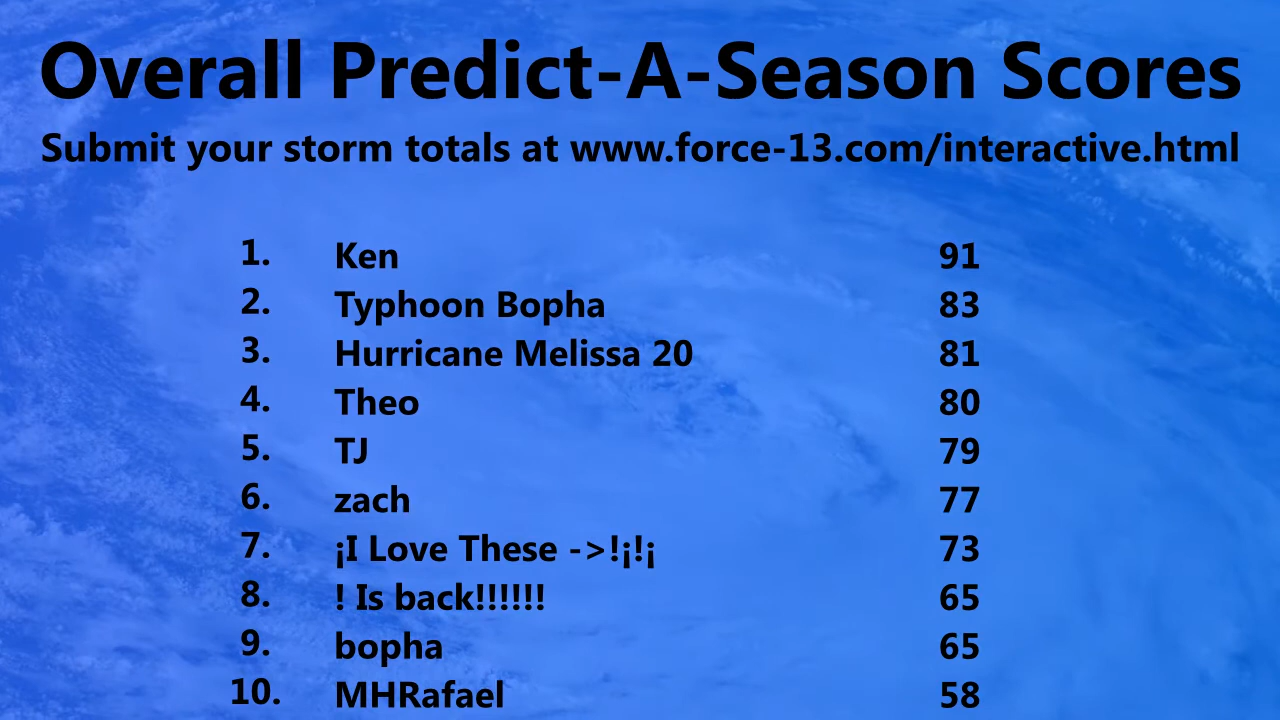 Overall Predict-A-Season Scores
Submit your storm totals at www.force-13.com/interactive.html
1. Ken 91
2. Typhoon Bopha 83
3. Hurricane Melissa 20 81
4. Theo 80
5. TJ 79
6. zach 77
7. ¡I Love These ->!¡!¡ 73
8. ! Is back!!!!!! 65
9. bopha 65
10. MHRafael 58